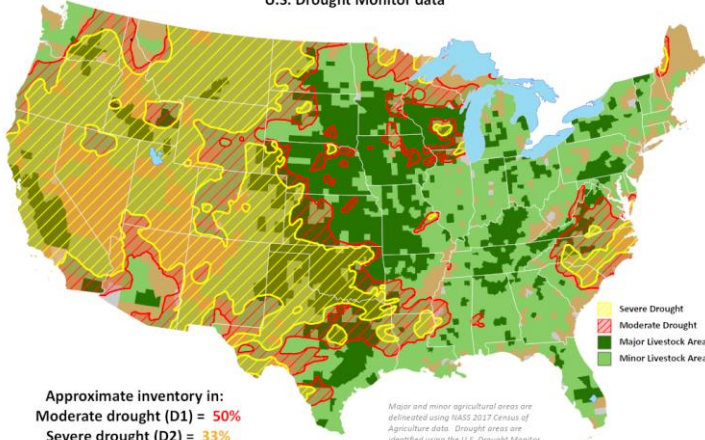 U.S. Drought Monitor data
Severe Drought
Moderate Drought
Major Livestock Area
Minor Livestock Area
Approximate inventory in:
Moderate drought (D1) = 50%
Severe drought (D2) = 33%
Major and minor agricultural areas are
delineated using NASS 2017 Census of
Agriculture data. Drought areas are
identified using the U.S. Drought Monitor